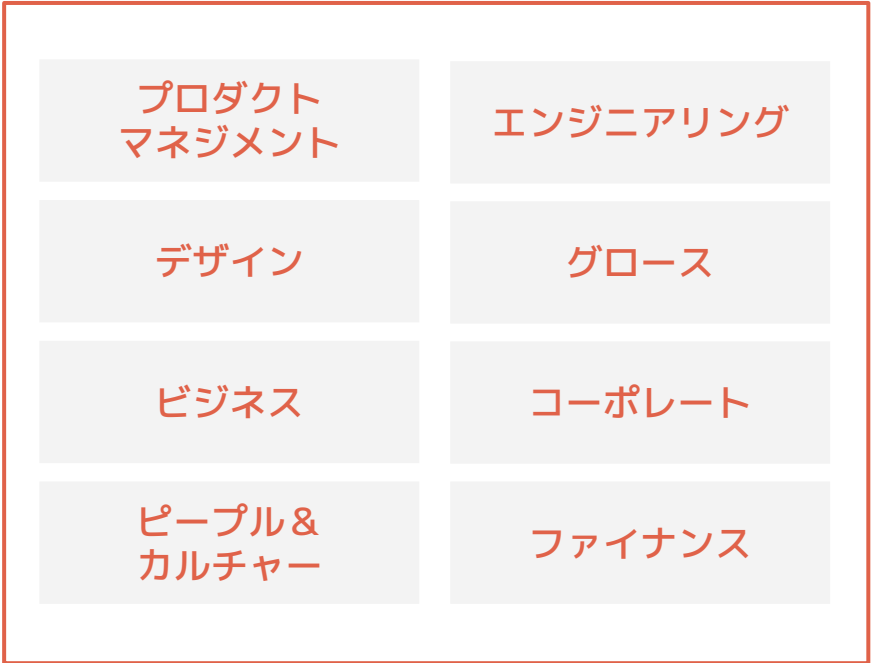 プロダクト
マネジメント
エンジニアリング
デザイン
グロース
ビジネス
コーポレート
ピープル＆
カルチャー
ファイナンス